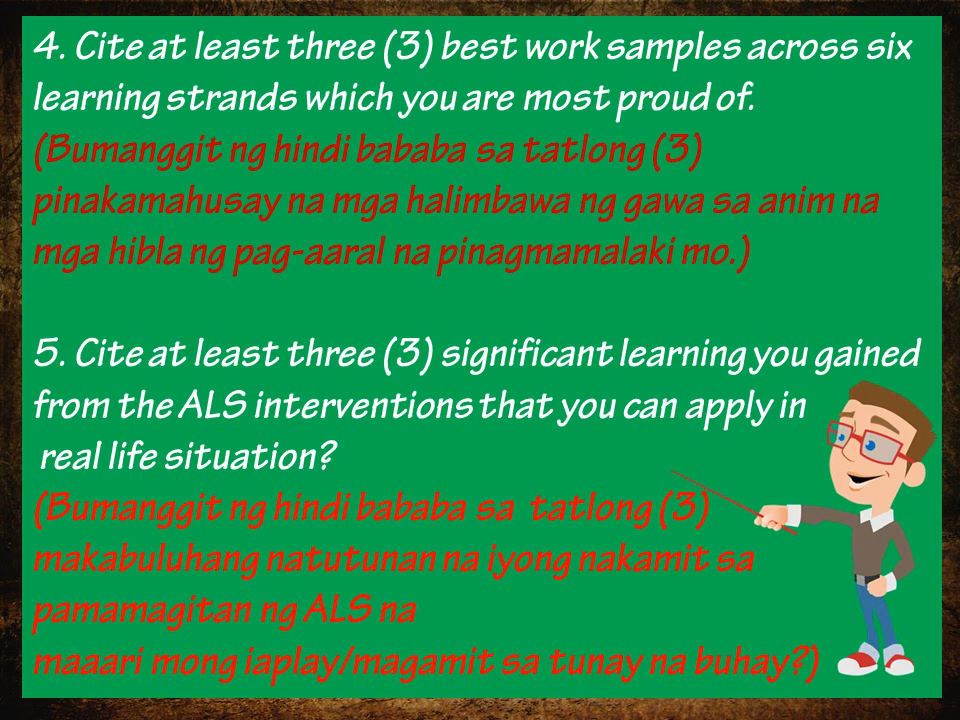 4. Cite at least three (3) best work samples across six
learning strands which you are most proud of.
(Bumanggit ng hindi bababa sa tatlong (3)
pinakamahusay na mga halimbawa ng gawa sa anim na
mga hibla ng pag-aaral na pinagmamalaki mo.)
5. Cite at least three (3) significant learning you gained
from the ALS interventions that you can apply in
real life situation?
(Bumanggit ng hindi bababa sa tatlong (3)
makabuluhang natutunan na iyong nakamit sa
pamamagitan ng ALS na
maaari mong iaplay/magamit sa tunay na buhay?)